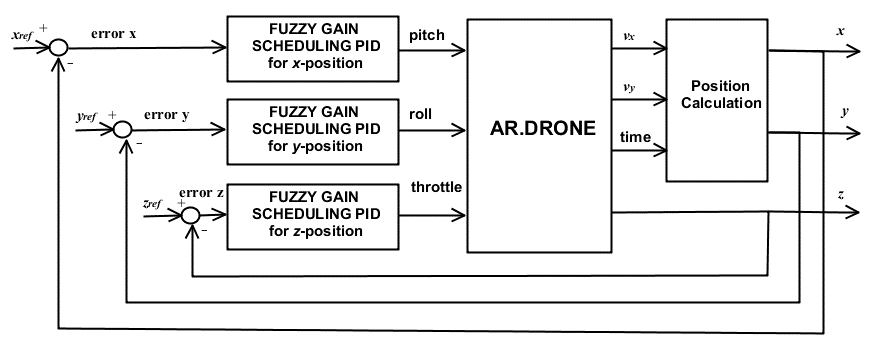 xref + error x
FUZZY GAIN
SCHEDULING PID
for x-position
pitch
vx
x
-
yref + error y
FUZZY GAIN
SCHEDULING PID
for y-position
roll
AR.DRONE
vy
time
Position
Calculation
y
-
zref + error z
FUZZY GAIN
SCHEDULING PID
for z-position
throttle
z
-